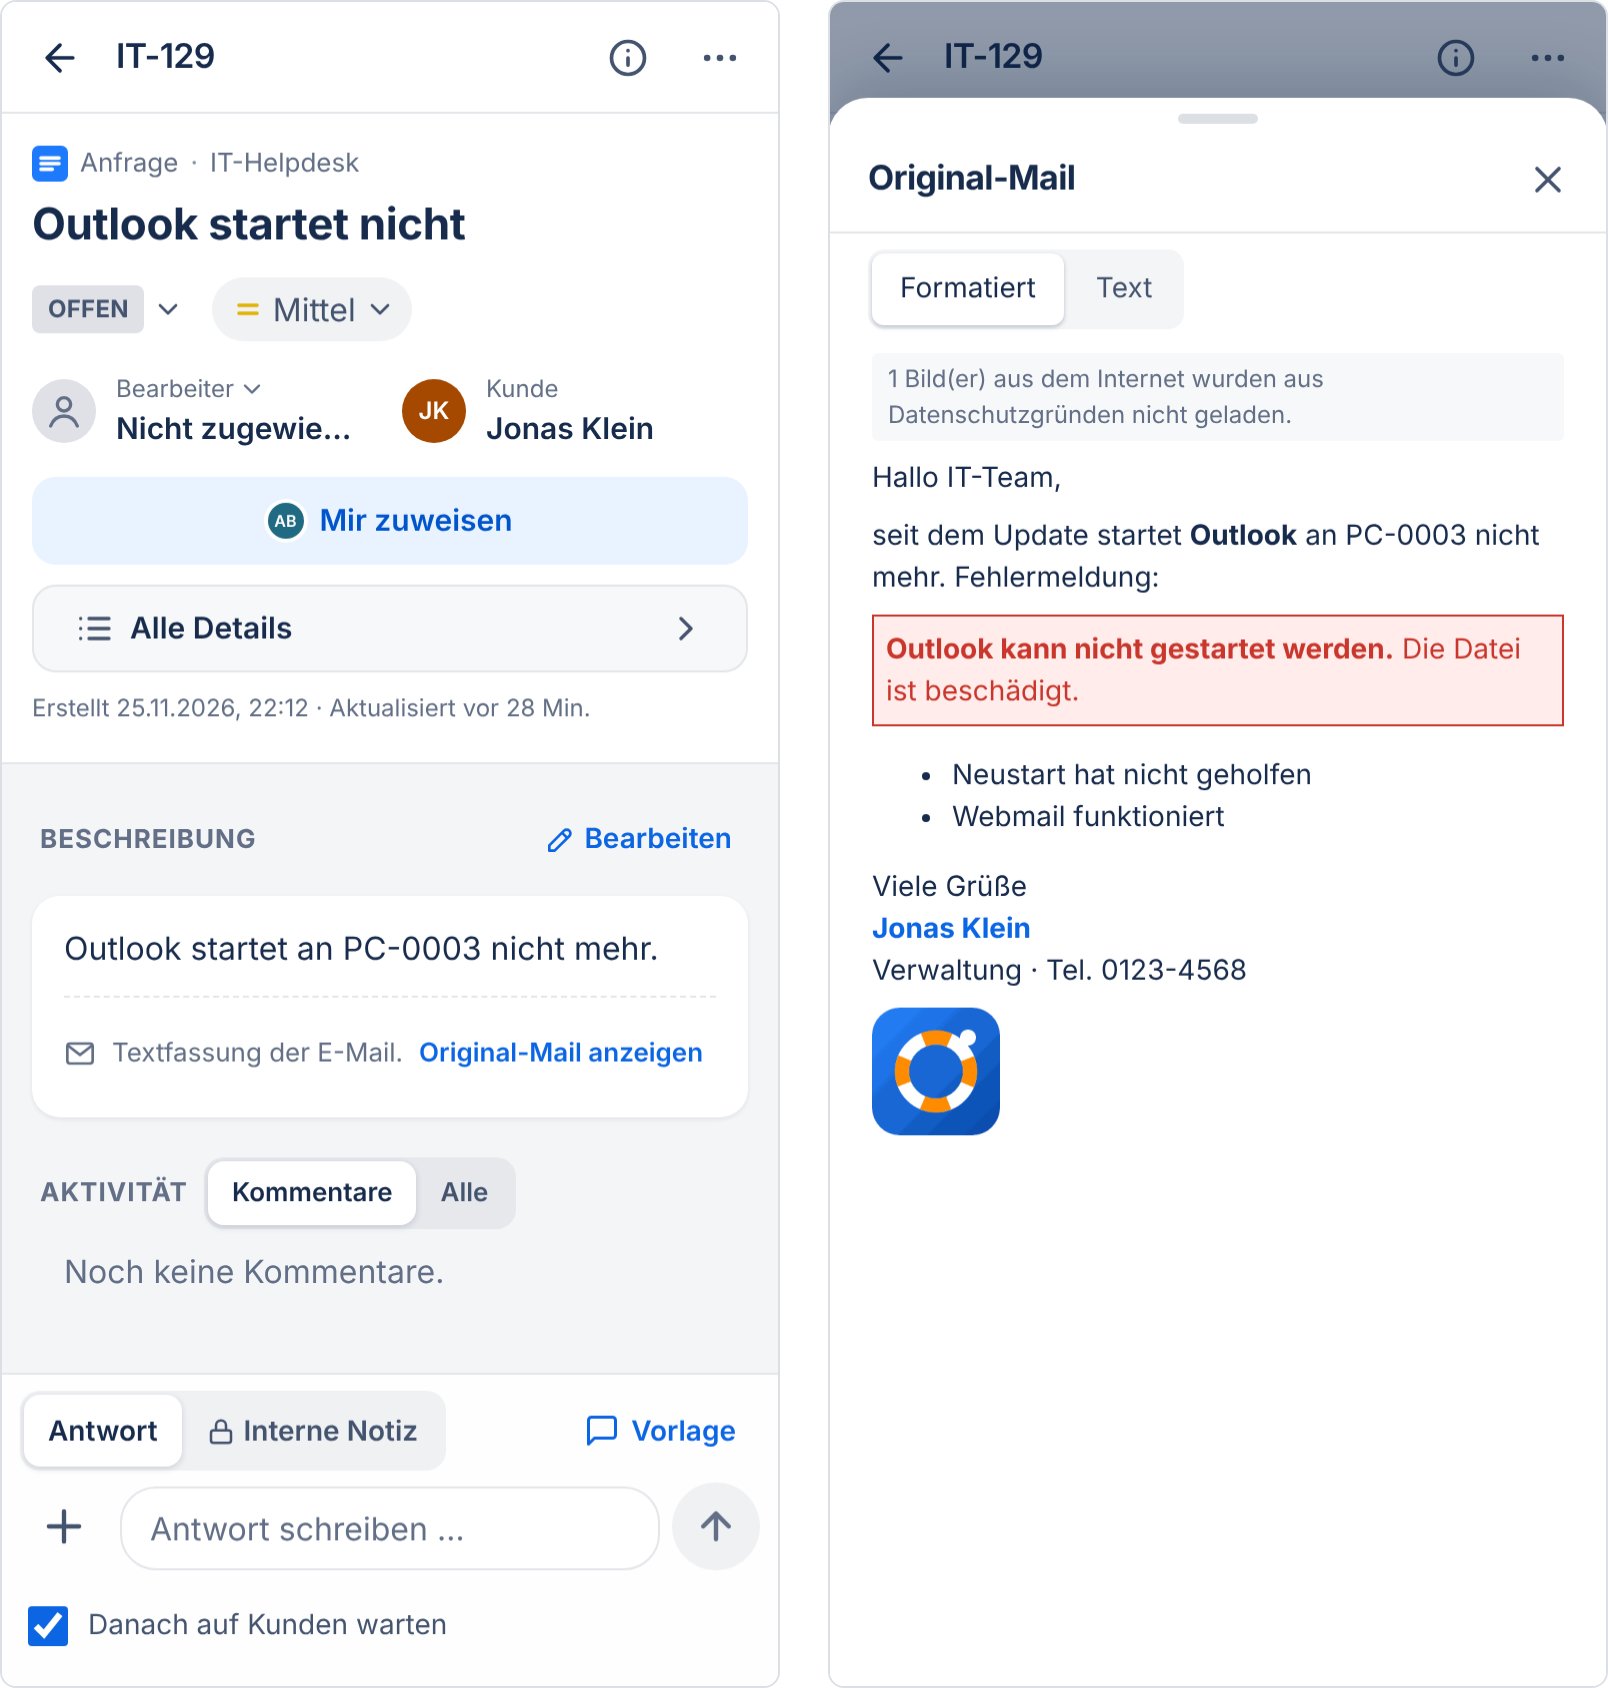 IT-129
Anfrage · IT-Helpdesk
Outlook startet nicht
OFFEN
Mittel
Bearbeiter
Nicht zugewie...
JK
Kunde
Jonas Klein
AB
Mir zuweisen
Alle Details
Erstellt 25.11.2026, 22:12 · Aktualisiert vor 28 Min.
BESCHREIBUNG
Bearbeiten
Outlook startet an PC-0003 nicht mehr.
Textfassung der E-Mail. Original-Mail anzeigen
AKTIVITÄT
Kommentare
Alle
Noch keine Kommentare.
Antwort
Interne Notiz
Vorlage
Antwort schreiben ...
Danach auf Kunden warten
IT-129
Original-Mail
Formatiert
Text
1 Bild(er) aus dem Internet wurden aus
Datenschutzgründen nicht geladen.
Hallo IT-Team,
seit dem Update startet Outlook an PC-0003 nicht
mehr. Fehlermeldung:
Outlook kann nicht gestartet werden. Die Datei
ist beschädigt.
• Neustart hat nicht geholfen
• Webmail funktioniert
Viele Grüße
Jonas Klein
Verwaltung · Tel. 0123-4568